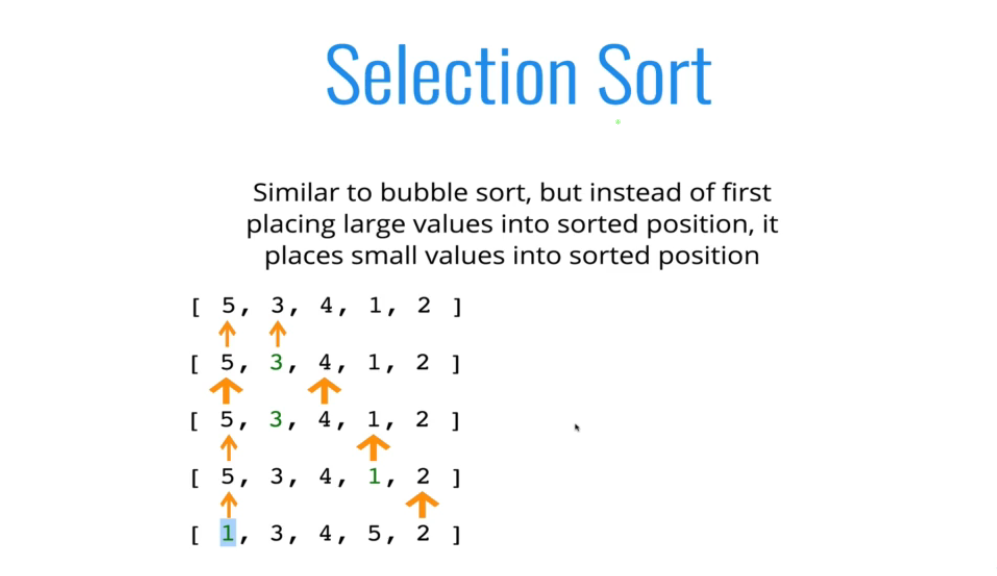 Selection Sort
Similar to bubble sort, but instead of first
placing large values into sorted position, it
places small values into sorted position
[ 5, 3, 4, 1, 2 ]
[ 5, 3, 4, 1, 2 ]
[ 5, 3, 4, 1, 2 ]
[ 5, 3, 4, 1, 2 ]
[ 1, 3, 4, 5, 2 ]